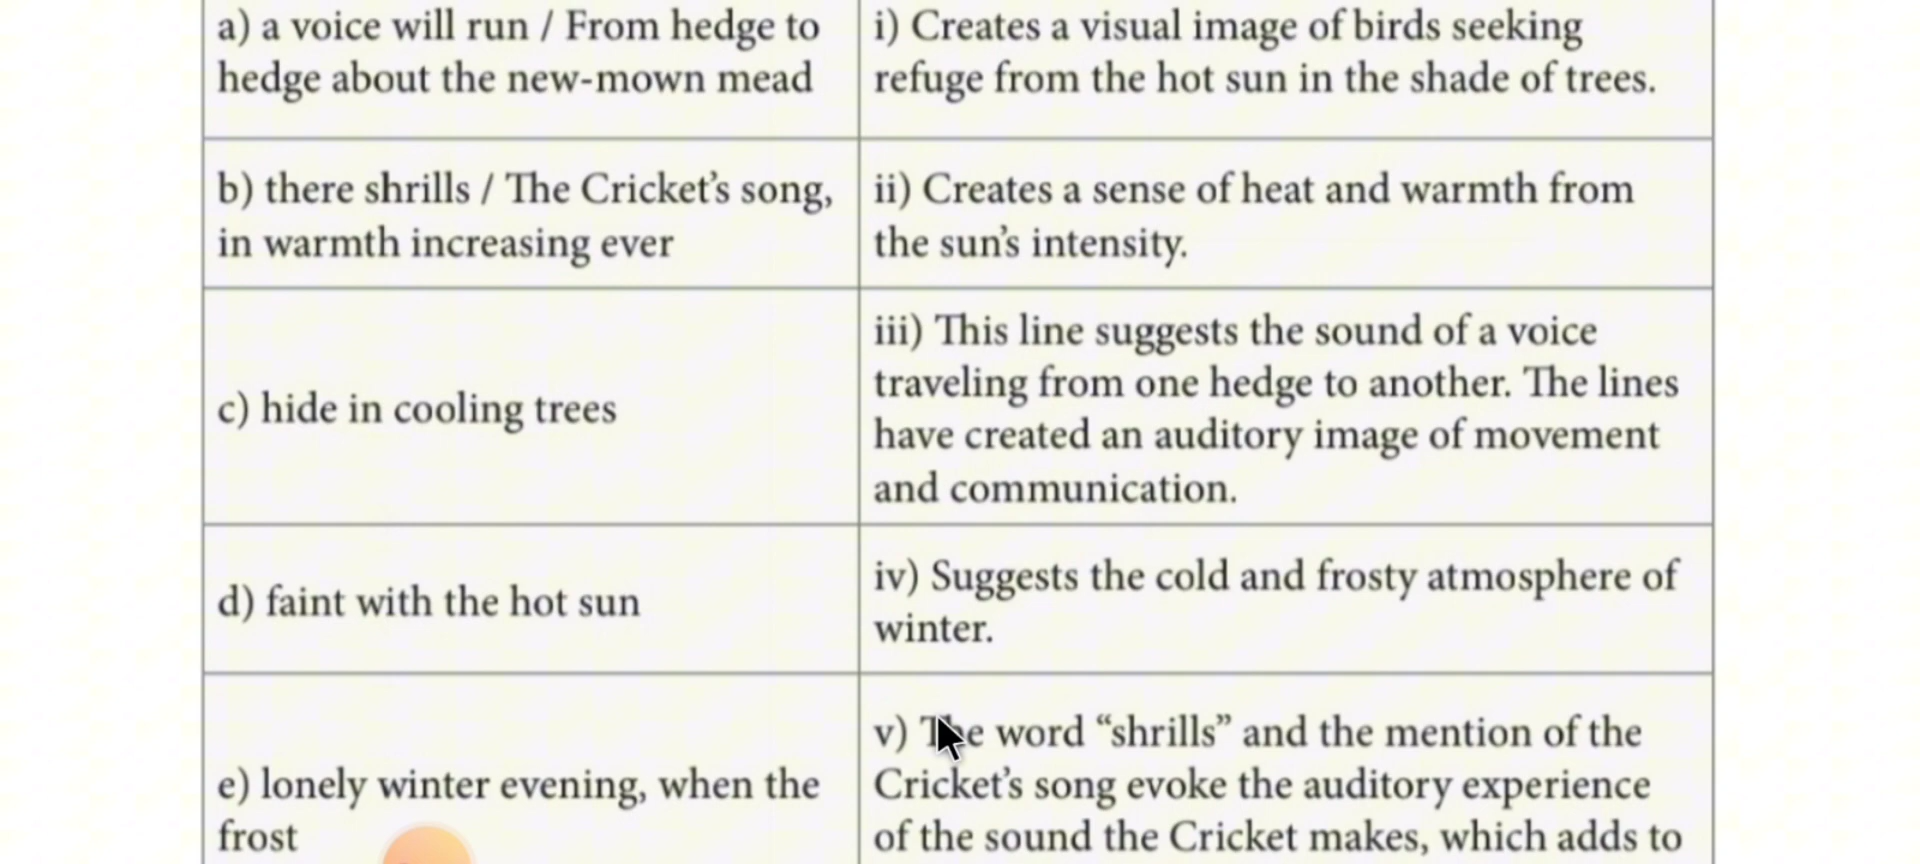 a) a voice will run / From hedge to
hedge about the new-mown mead
i) Creates a visual image of birds seeking
refuge from the hot sun in the shade of trees.
b) there shrills / The Cricket’s song,
in warmth increasing ever
ii) Creates a sense of heat and warmth from
the sun’s intensity.
c) hide in cooling trees
iii) This line suggests the sound of a voice
traveling from one hedge to another. The lines
have created an auditory image of movement
and communication.
d) faint with the hot sun
iv) Suggests the cold and frosty atmosphere of
winter.
e) lonely winter evening, when the
frost
v) The word “shrills” and the mention of the
Cricket’s song evoke the auditory experience
of the sound the Cricket makes, which adds to